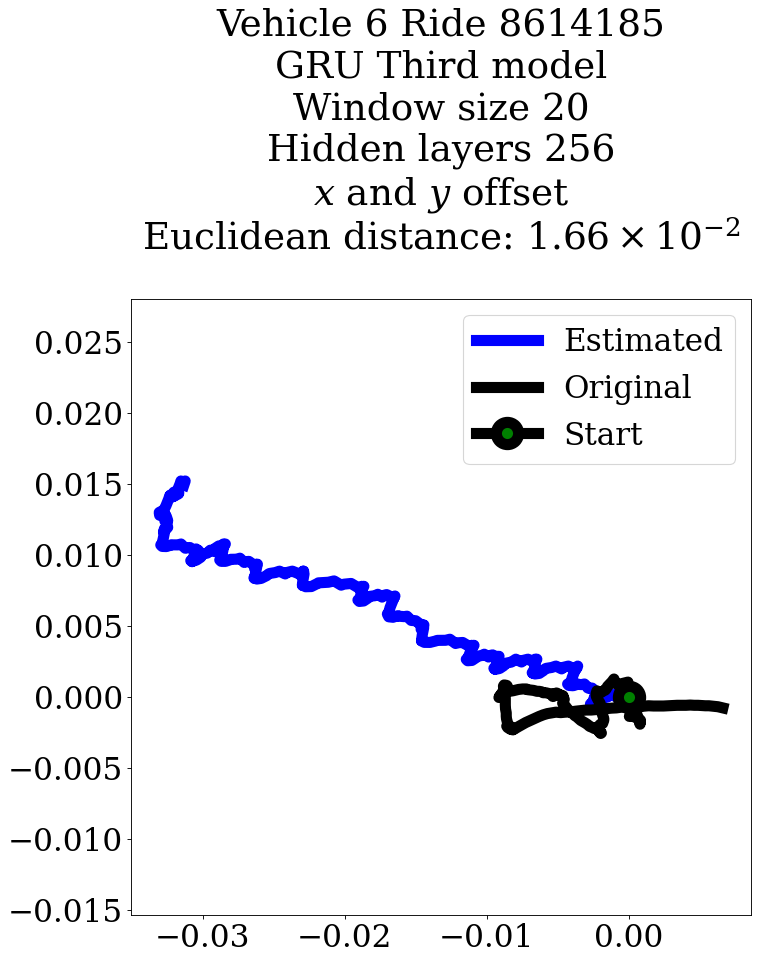 Vehicle 6 Ride 8614185
GRU Third model
Window size 20
Hidden layers 256
x and y offset
Euclidean distance: 1.66 × 10⁻²
Estimated
Original
Start
0.025
0.020
0.015
0.010
0.005
0.000
−0.005
−0.010
−0.015
−0.03 −0.02 −0.01 0.00